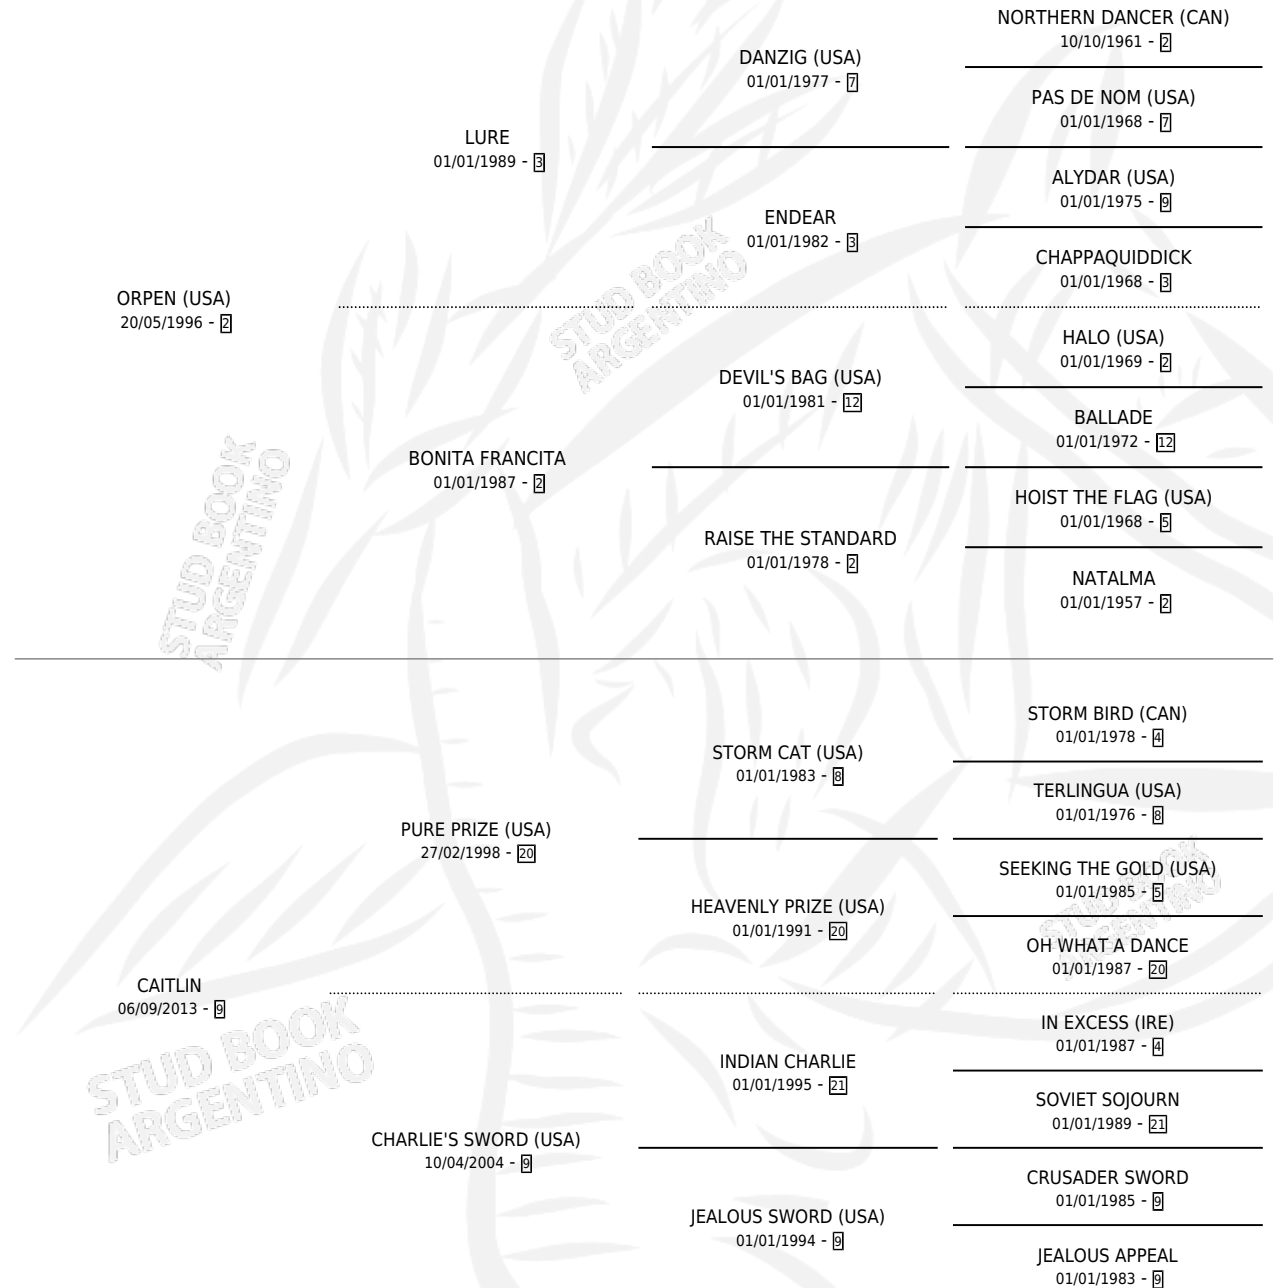 NORTHERN DANCER (CAN)
10/10/1961 - 2
DANZIG (USA)
01/01/1977 - 7
PAS DE NOM (USA)
01/01/1968 - 7
LURE
01/01/1989 - 3
ALYDAR (USA)
01/01/1975 - 9
ENDEAR
01/01/1982 - 3
CHAPPAQUIDDICK
01/01/1968 - 3
ORPEN (USA)
20/05/1996 - 2
HALO (USA)
01/01/1969 - 2
DEVIL'S BAG (USA)
01/01/1981 - 12
BALLADE
01/01/1972 - 12
BONITA FRANCITA
01/01/1987 - 2
HOIST THE FLAG (USA)
01/01/1968 - 5
RAISE THE STANDARD
01/01/1978 - 2
NATALMA
01/01/1957 - 2
STORM BIRD (CAN)
01/01/1978 - 4
STORM CAT (USA)
01/01/1983 - 8
TERLINGUA (USA)
01/01/1976 - 8
PURE PRIZE (USA)
27/02/1998 - 20
SEEKING THE GOLD (USA)
01/01/1985 - 5
HEAVENLY PRIZE (USA)
01/01/1991 - 20
OH WHAT A DANCE
01/01/1987 - 20
CAITLIN
06/09/2013 - 9
IN EXCESS (IRE)
01/01/1987 - 4
INDIAN CHARLIE
01/01/1995 - 21
SOVIET SOJOURN
01/01/1989 - 21
CHARLIE'S SWORD (USA)
10/04/2004 - 9
CRUSADER SWORD
01/01/1985 - 9
JEALOUS SWORD (USA)
01/01/1994 - 9
JEALOUS APPEAL
01/01/1983 - 9
STUD BOOK
ARGENTINO
STUD BOOK
ARGENTINO
STUD BOOK
ARGENTINO
STUD BOOK
ARGENTINO